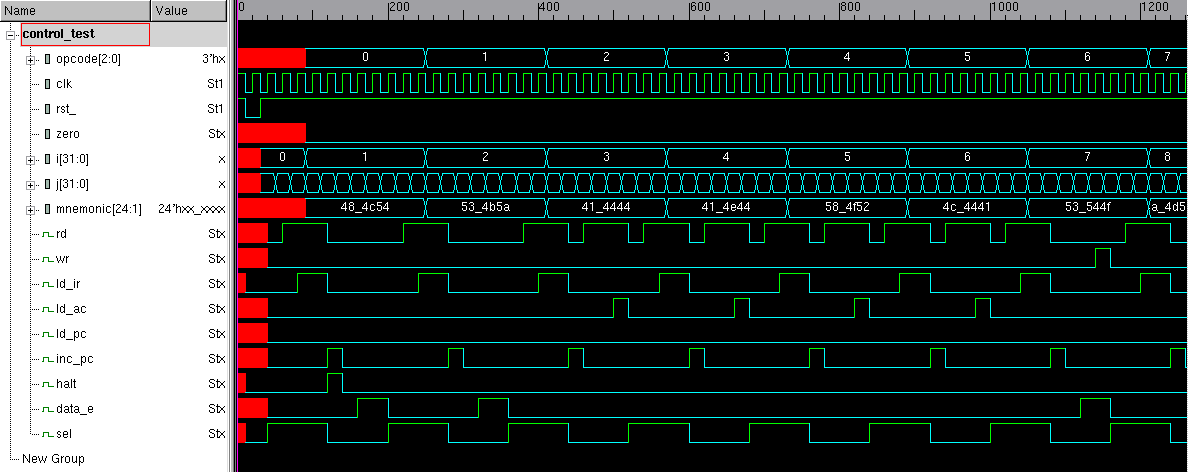 Name Value 0 200 400 600 800 1000 1200
control_test
opcode[2:0] 3'hx 0 1 2 3 4 5 6 7
clk St1
rst_ St1
zero Stx
i[31:0] x 0 1 2 3 4 5 6 7 8
j[31:0] x
mnemonic[24:1] 24'hxx_xxxx 48_4c54 53_4b5a 41_4444 41_4e44 58_4f52 4c_4441 53_544f a_4d5
rd Stx
wr Stx
ld_ir Stx
ld_ac Stx
ld_pc Stx
inc_pc Stx
halt Stx
data_e Stx
sel Stx
New Group